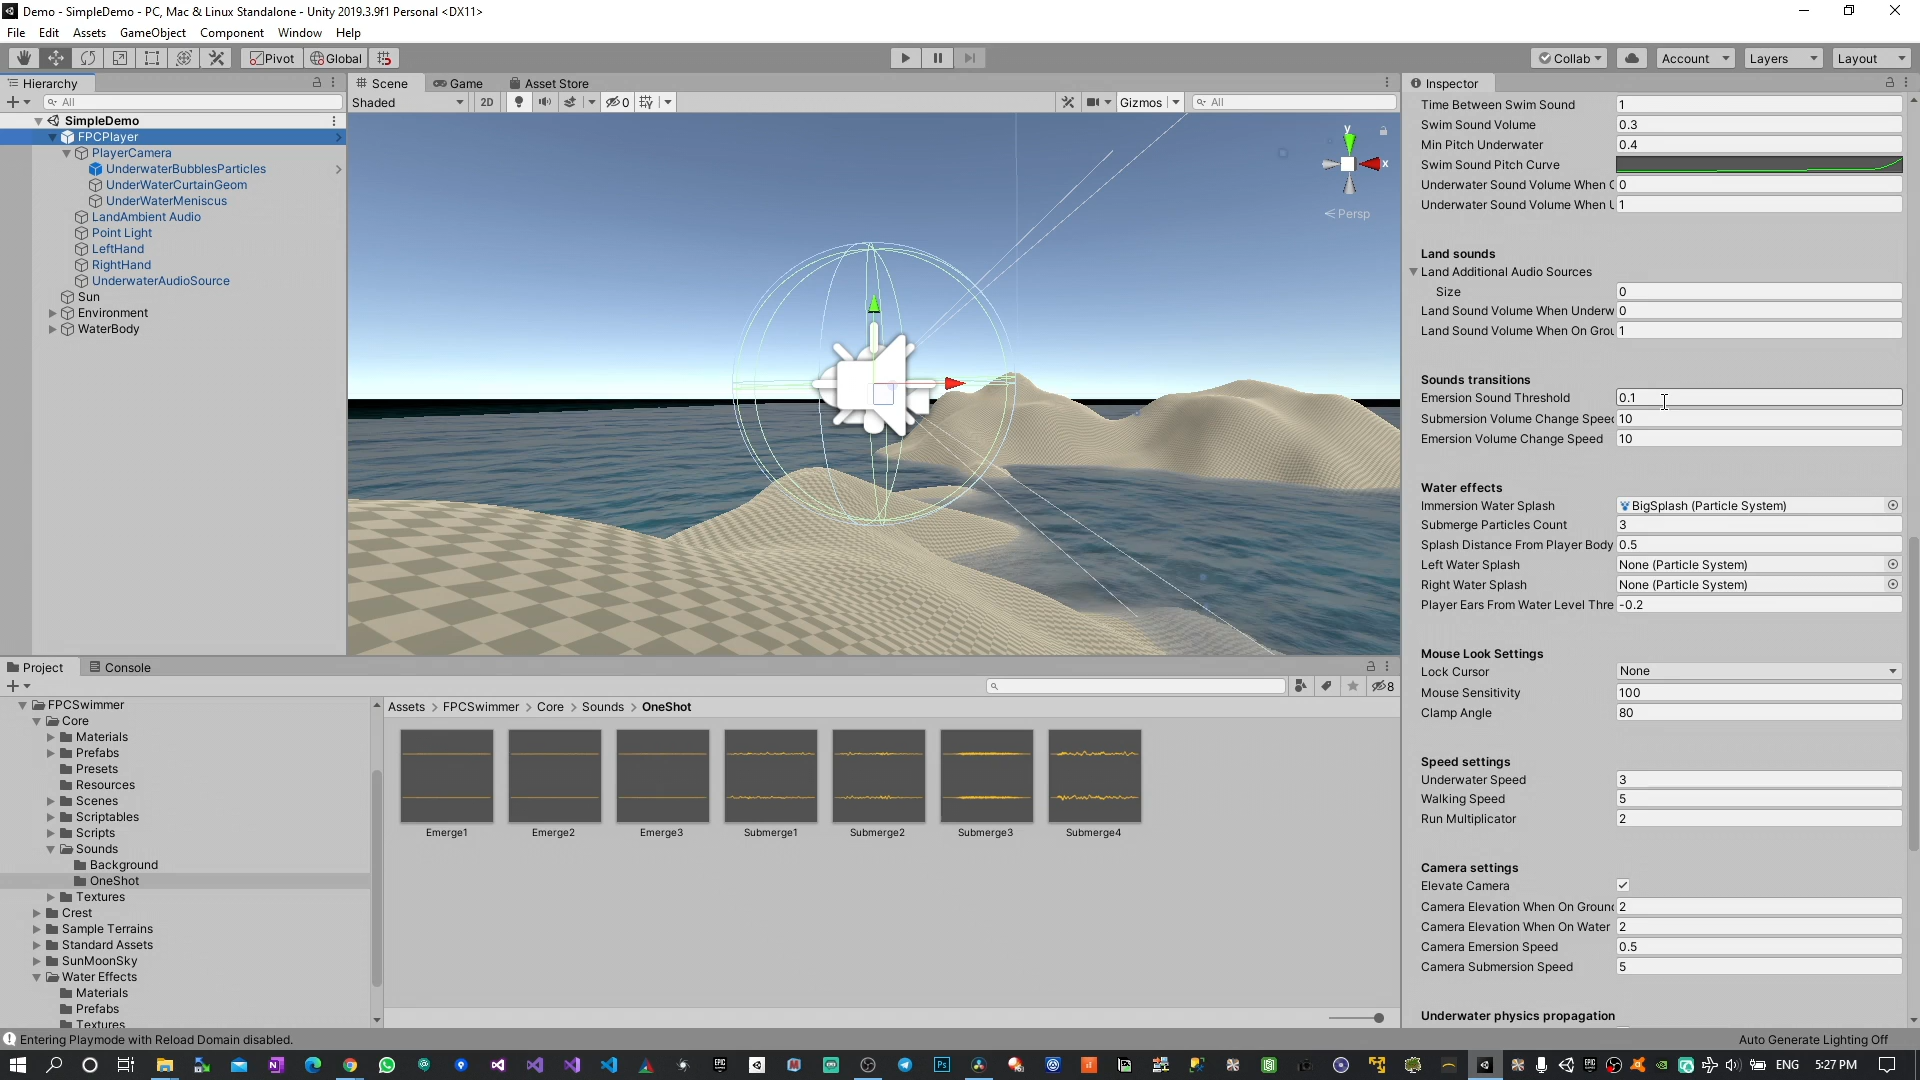 Demo - SimpleDemo - PC, Mac & Linux Standalone - Unity 2019.3.9f1 Personal <DX11>
File Edit Assets GameObject Component Window Help
Pivot Global Collab Account Layers Layout
Hierarchy
All
SimpleDemo
FPCPlayer
PlayerCamera
UnderwaterBubblesParticles
UnderWaterCurtainGeom
UnderWaterMeniscus
LandAmbient Audio
Point Light
LeftHand
RightHand
UnderwaterAudioSource
Sun
Environment
WaterBody
Scene Game Asset Store
Shaded 2D 0 Gizmos All
y
x
Persp
Inspector
Time Between Swim Sound 1
Swim Sound Volume 0.3
Min Pitch Underwater 0.4
Swim Sound Pitch Curve
Underwater Sound Volume When 0
Underwater Sound Volume When 1
Land sounds
Land Additional Audio Sources
Size 0
Land Sound Volume When Underw 0
Land Sound Volume When On Grou 1
Sounds transitions
Emersion Sound Threshold 0.1
Submersion Volume Change Speed 10
Emersion Volume Change Speed 10
Water effects
Immersion Water Splash BigSplash (Particle System)
Submerge Particles Count 3
Splash Distance From Player Body 0.5
Left Water Splash None (Particle System)
Right Water Splash None (Particle System)
Player Ears From Water Level Thre -0.2
Mouse Look Settings
Lock Cursor None
Mouse Sensitivity 100
Clamp Angle 80
Speed settings
Underwater Speed 3
Walking Speed 5
Run Multiplicator 2
Camera settings
Elevate Camera
Camera Elevation When On Ground 2
Camera Elevation When On Water 2
Camera Emersion Speed 0.5
Camera Submersion Speed 5
Underwater physics propagation
Project Console
8
FPCSwimmer
Core
Materials
Prefabs
Presets
Resources
Scenes
Scriptables
Scripts
Sounds
Background
OneShot
Textures
Crest
Sample Terrains
Standard Assets
SunMoonSky
Water Effects
Materials
Prefabs
Textures
Assets > FPCSwimmer > Core > Sounds > OneShot
Emerge1 Emerge2 Emerge3 Submerge1 Submerge2 Submerge3 Submerge4
Entering Playmode with Reload Domain disabled.
Auto Generate Lighting Off
ENG 5:27 PM